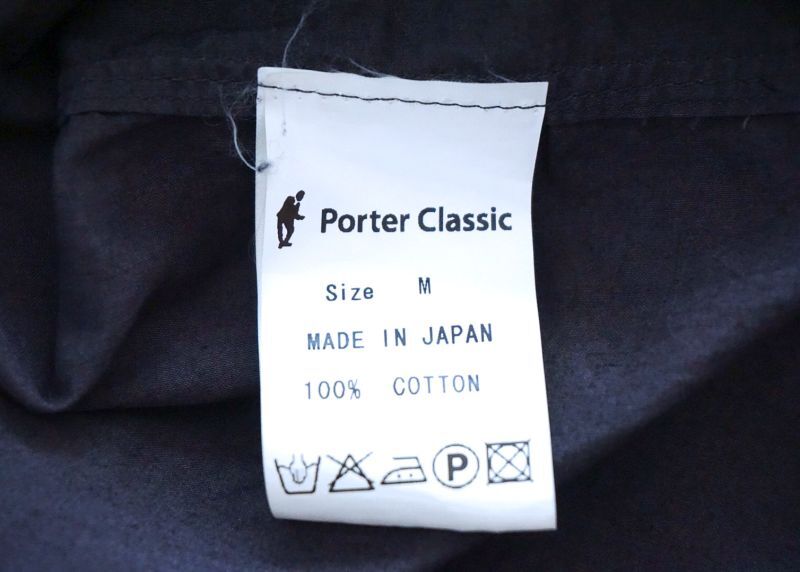 Porter Classic
Size M
MADE IN JAPAN
100% COTTON
P